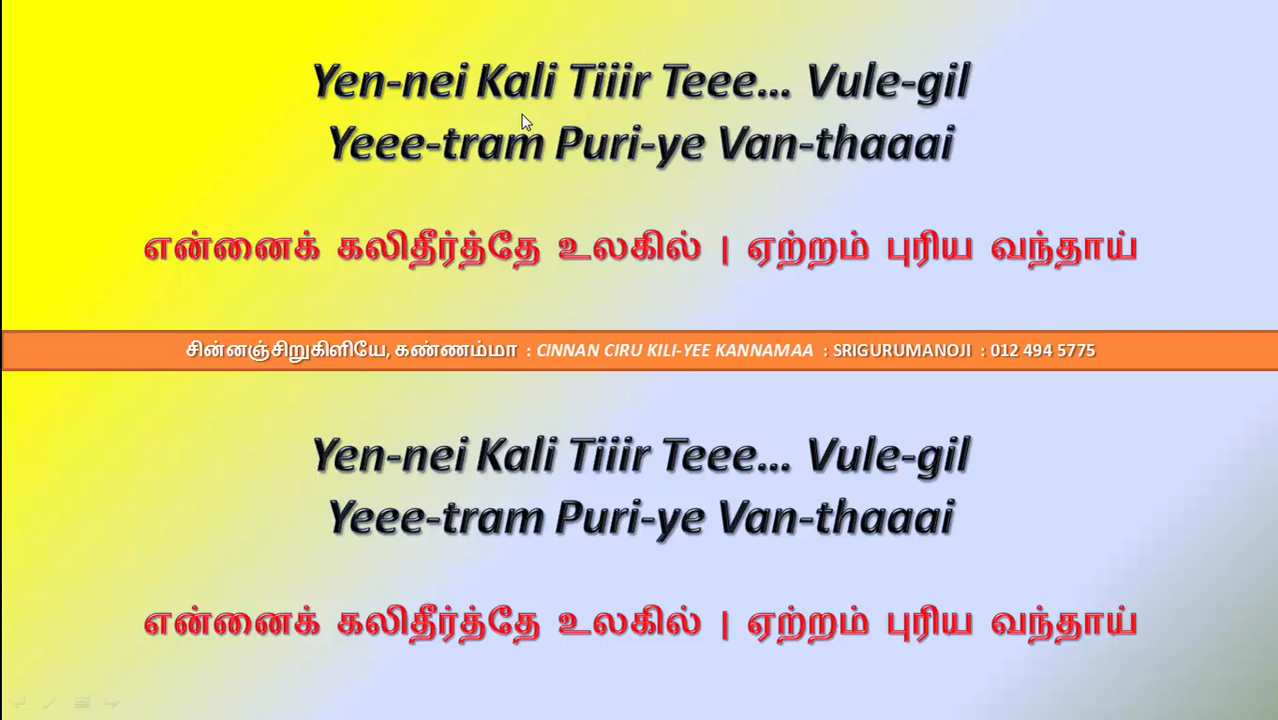 Yen-nei Kali Tiiir Teee... Vule-gil
Yeee-tram Puri-ye Van-thaaai
என்னைக் கலிதீர்த்தே உலகில் | ஏற்றம் புரிய வந்தாய்
சின்னஞ்சிறுகிளியே, கண்ணம்மா : CINNAN CIRU KILI-YEE KANNAMAA : SRIGURUMANOJI : 012 494 5775
Yen-nei Kali Tiiir Teee... Vule-gil
Yeee-tram Puri-ye Van-thaaai
என்னைக் கலிதீர்த்தே உலகில் | ஏற்றம் புரிய வந்தாய்